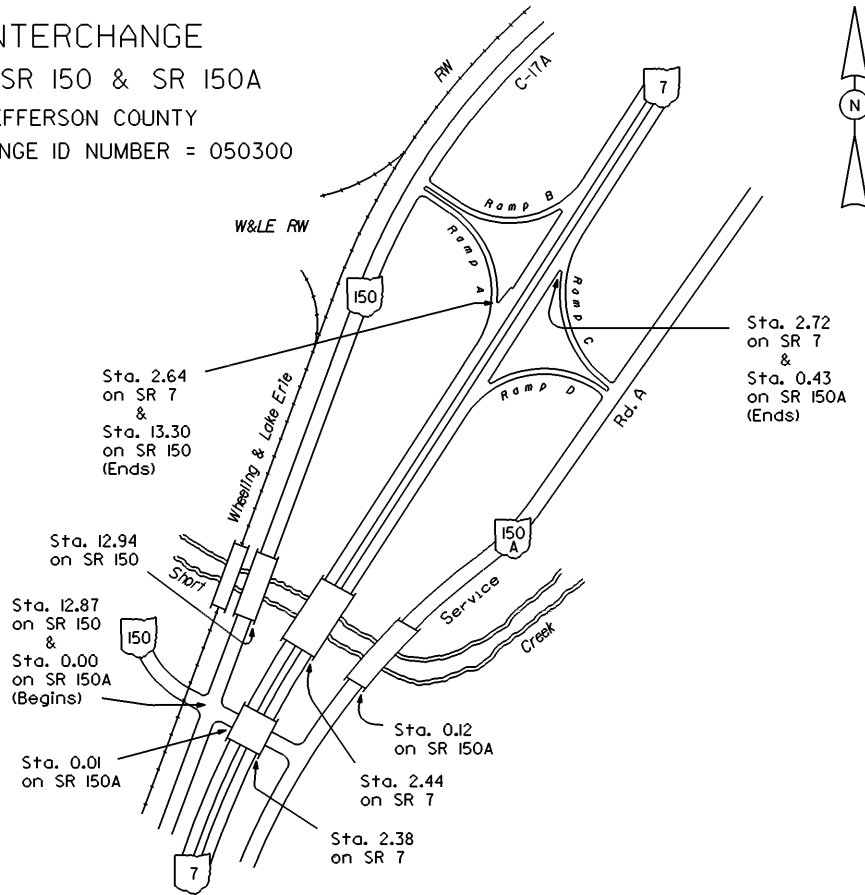 NTERCHANGE
SR 150 & SR 150A
EFFERSON COUNTY
NGE ID NUMBER = 050300
RW
C-17A
7
N
W&LE RW
Ramp B
Ramp A
150
Ramp C
Sta. 2.72
on SR 7
&
Sta. 0.43
on SR 150A
(Ends)
Sta. 2.64
on SR 7
&
Sta. 13.30
on SR 150
(Ends)
Ramp D
Rd. A
Wheeling & Lake Erie
150
A
Sta. 12.94
on SR 150
Short
Service
Creek
Sta. 12.87
on SR 150
&
Sta. 0.00
on SR 150A
(Begins)
150
Sta. 0.12
on SR 150A
Sta. 0.01
on SR 150A
Sta. 2.44
on SR 7
Sta. 2.38
on SR 7
7